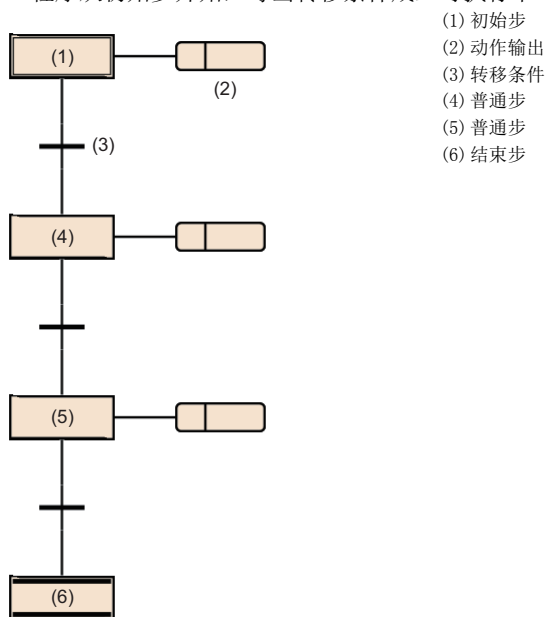 (1) 初始步
(2) 动作输出
(3) 转移条件
(4) 普通步
(5) 普通步
(6) 结束步
(1)
(2)
(3)
(4)
(5)
(6)